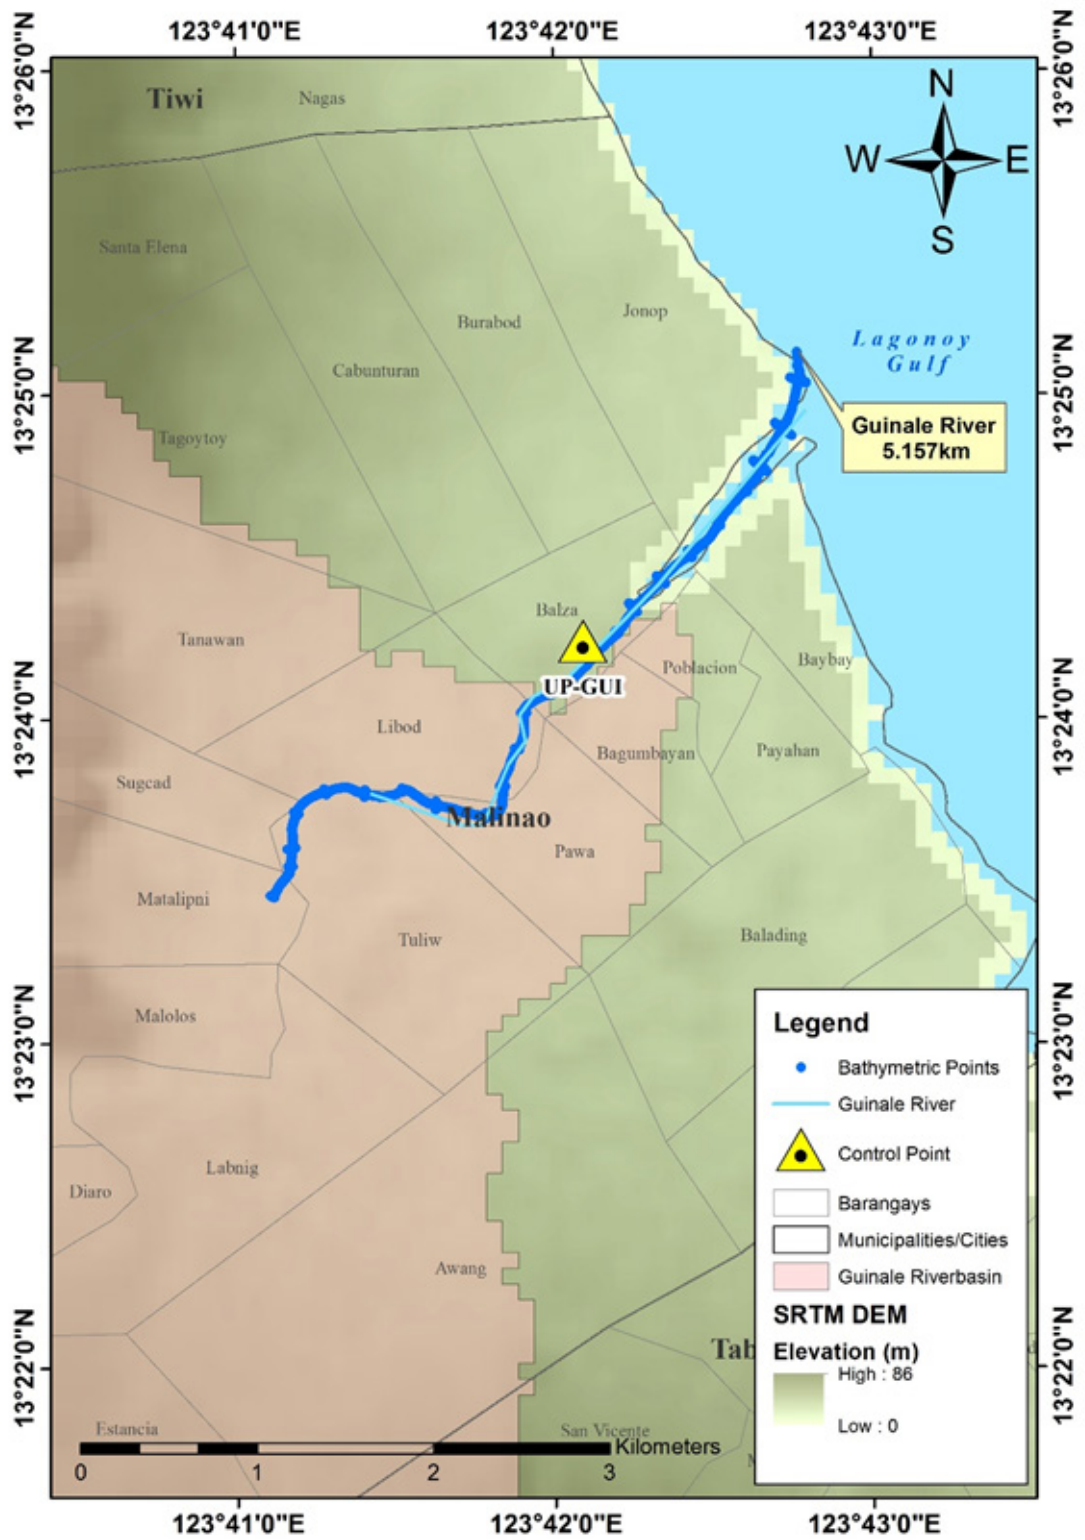 123°41'0"E 123°42'0"E 123°43'0"E
13°26'0"N 13°26'0"N
Tiwi
Nagas
N
W E
S
Santa Elena
Jonop
Burabod
Lagonoy
Gulf
Cabunturan
13°25'0"N 13°25'0"N
Guinale River
5.157km
Tagoytoy
Balza
Tanawan
Poblacion
Baybay
UP-GUI
13°24'0"N 13°24'0"N
Libod
Bagumbayan
Payahan
Sugcad
Malinao
Pawa
Matalipni
Tuliw
Balading
Malolos
13°23'0"N 13°23'0"N
Legend
Bathymetric Points
Guinale River
Control Point
Barangays
Municipalities/Cities
Guinale Riverbasin
SRTM DEM
Elevation (m)
High : 86
Low : 0
Labnig
Diaro
Awang
13°22'0"N 13°22'0"N
Tab
Estancia
San Vicente
Kilometers
0 1 2 3
123°41'0"E 123°42'0"E 123°43'0"E